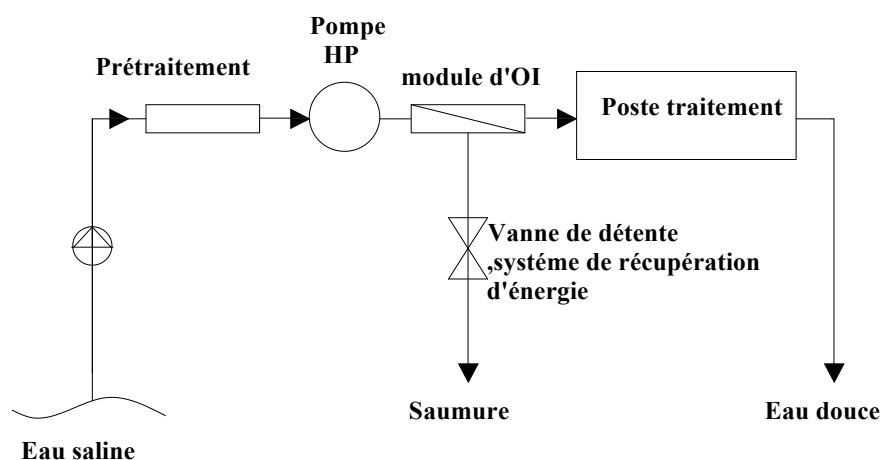 Pompe
HP
Prétraitement
module d'OI
Poste traitement
Vanne de détente
,systéme de récupération
d'énergie
Saumure
Eau douce
Eau saline